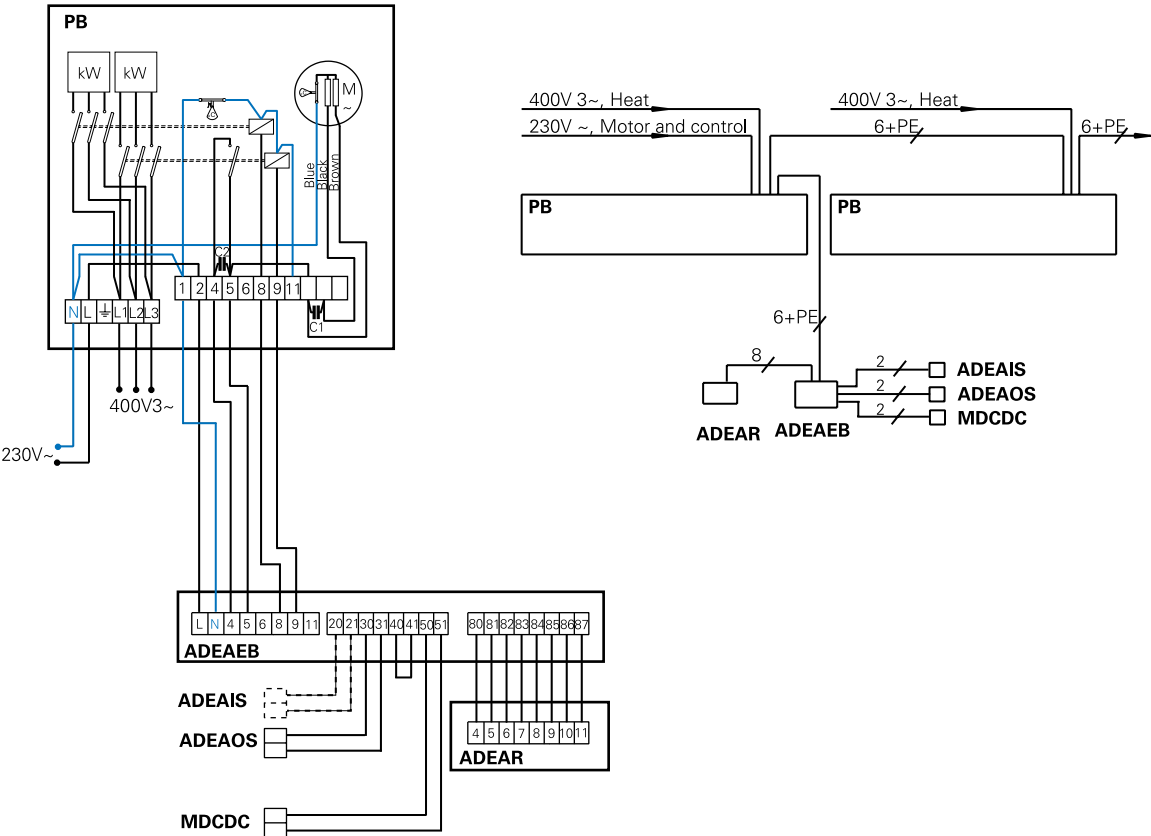 PB
kW kW
M
~
Blue
Black
Brown
C2
1 2 4 5 6 8 9 11
N L L1 L2 L3
C1
400V3~
230V~
L N 4 5 6 8 9 11 20 21 30 31 40 41 50 51 80 81 82 83 84 85 86 87
ADEAEB
ADEAIS
ADEAOS
4 5 6 7 8 9 10 11
ADEAR
MDCDC
400V 3~, Heat
230V ~, Motor and control
6+PE
PB
400V 3~, Heat
6+PE
PB
6+PE
8
ADEAR
ADEAEB
2 ADEAIS
2 ADEAOS
2 MDCDC